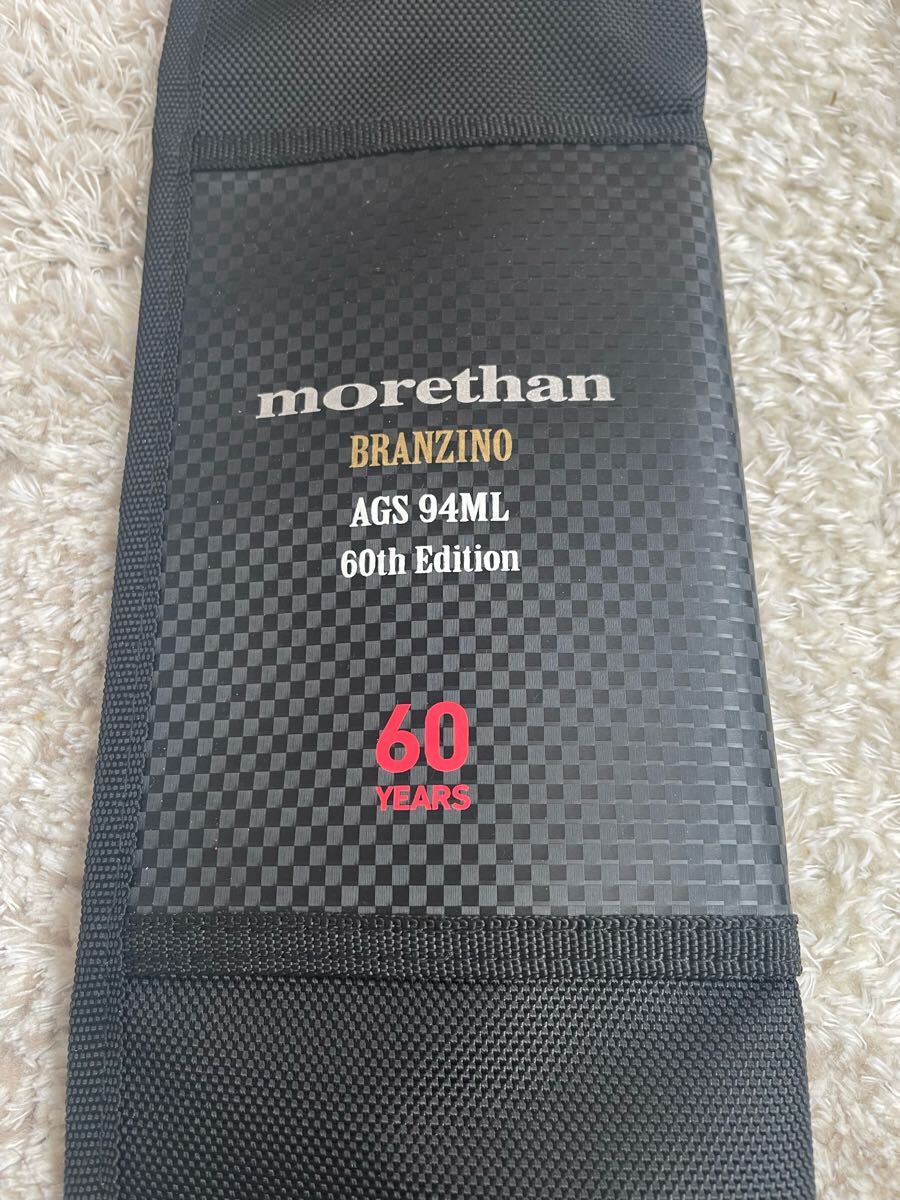 morethan
BRANZINO
AGS 94ML
60th Edition
60
YEARS